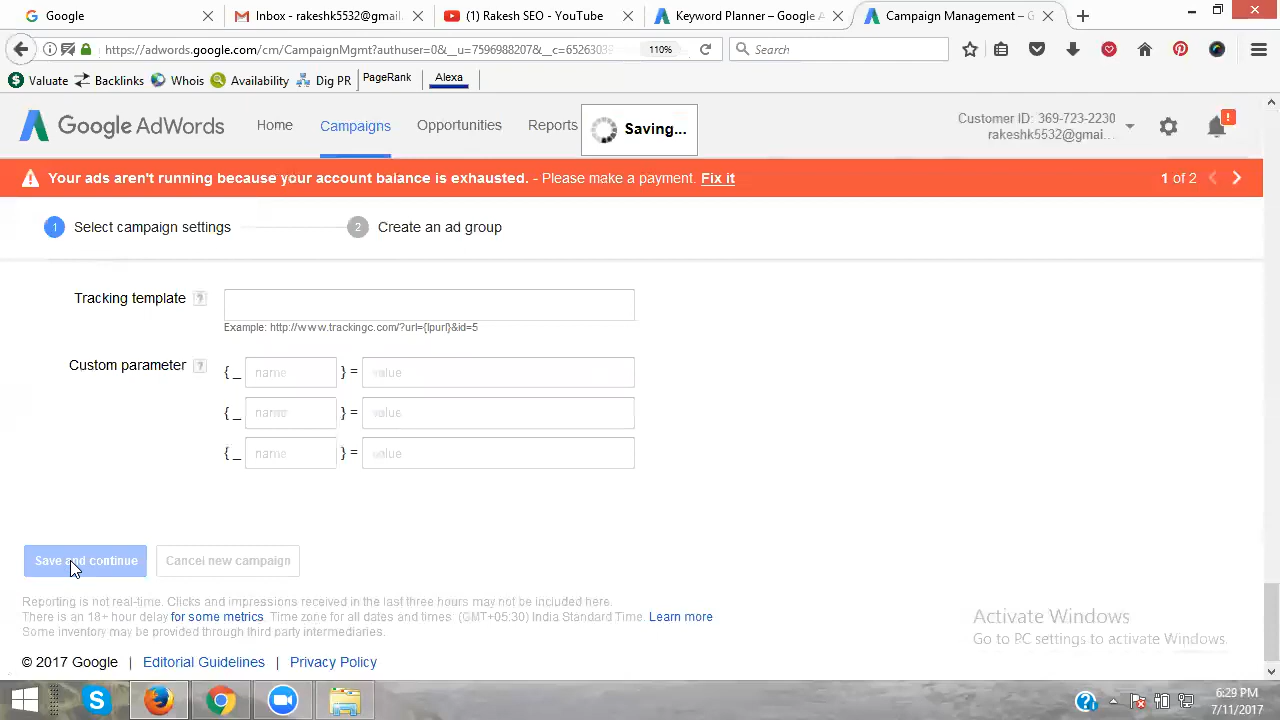 Google
Inbox - rakeshk5532@gmail.
(1) Rakesh SEO - YouTube
Keyword Planner – Google A
Campaign Management – G
https://adwords.google.com/cm/CampaignMgmt?authuser=0&__u=7596988207&__c=6526303
110%
Search
Valuate
Backlinks
Whois
Availability
Dig PR
PageRank
Alexa
Google AdWords
Home
Campaigns
Opportunities
Reports
Saving...
Customer ID: 369-723-2230
rakeshk5532@gmai...
!
Your ads aren't running because your account balance is exhausted. - Please make a payment. Fix it
1 of 2
1 Select campaign settings
2 Create an ad group
Tracking template ?
Example: http://www.trackingc.com/?url={lpurl}&id=5
Custom parameter ?
{ _ name } = value
{ _ name } = value
{ _ name } = value
Save and continue
Cancel new campaign
Reporting is not real-time. Clicks and impressions received in the last three hours may not be included here.
There is an 18+ hour delay for some metrics. Time zone for all dates and times: (GMT+05:30) India Standard Time. Learn more
Some inventory may be provided through third party intermediaries.
Activate Windows
Go to PC settings to activate Windows.
© 2017 Google | Editorial Guidelines | Privacy Policy
6:29 PM
7/11/2017